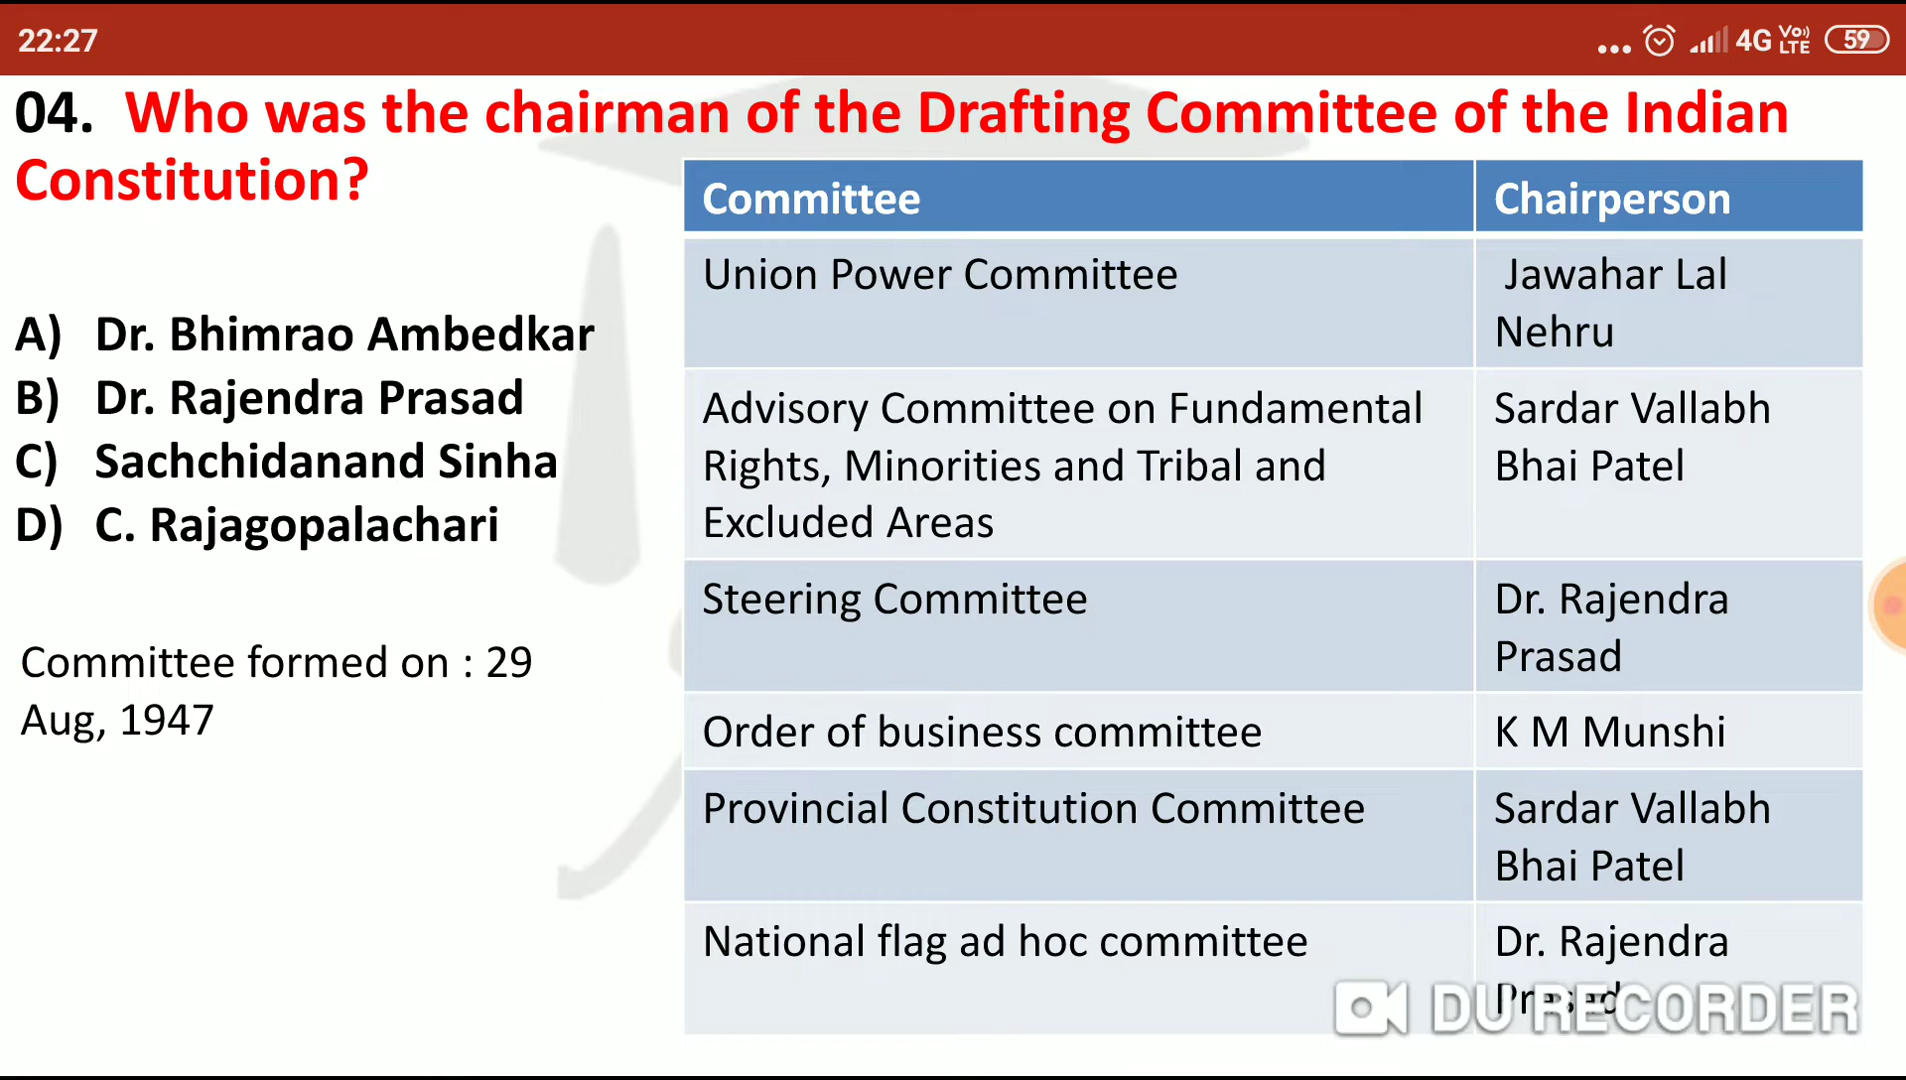 22:27
4G Vo)) LTE 59
04. Who was the chairman of the Drafting Committee of the Indian
Constitution?
A) Dr. Bhimrao Ambedkar
B) Dr. Rajendra Prasad
C) Sachchidanand Sinha
D) C. Rajagopalachari
Committee formed on : 29
Aug, 1947
Committee Chairperson
Union Power Committee Jawahar Lal
Nehru
Advisory Committee on Fundamental Sardar Vallabh
Rights, Minorities and Tribal and Bhai Patel
Excluded Areas
Steering Committee Dr. Rajendra
Prasad
Order of business committee K M Munshi
Provincial Constitution Committee Sardar Vallabh
Bhai Patel
National flag ad hoc committee Dr. Rajendra
Prasad
DU RECORDER